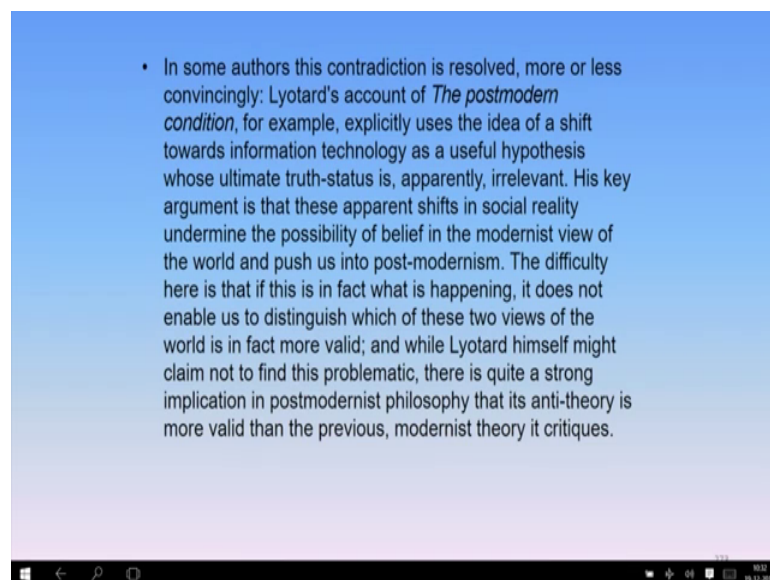 • In some authors this contradiction is resolved, more or less
convincingly: Lyotard's account of The postmodern
condition, for example, explicitly uses the idea of a shift
towards information technology as a useful hypothesis
whose ultimate truth-status is, apparently, irrelevant. His key
argument is that these apparent shifts in social reality
undermine the possibility of belief in the modernist view of
the world and push us into post-modernism. The difficulty
here is that if this is in fact what is happening, it does not
enable us to distinguish which of these two views of the
world is in fact more valid; and while Lyotard himself might
claim not to find this problematic, there is quite a strong
implication in postmodernist philosophy that its anti-theory is
more valid than the previous, modernist theory it critiques.
10:12